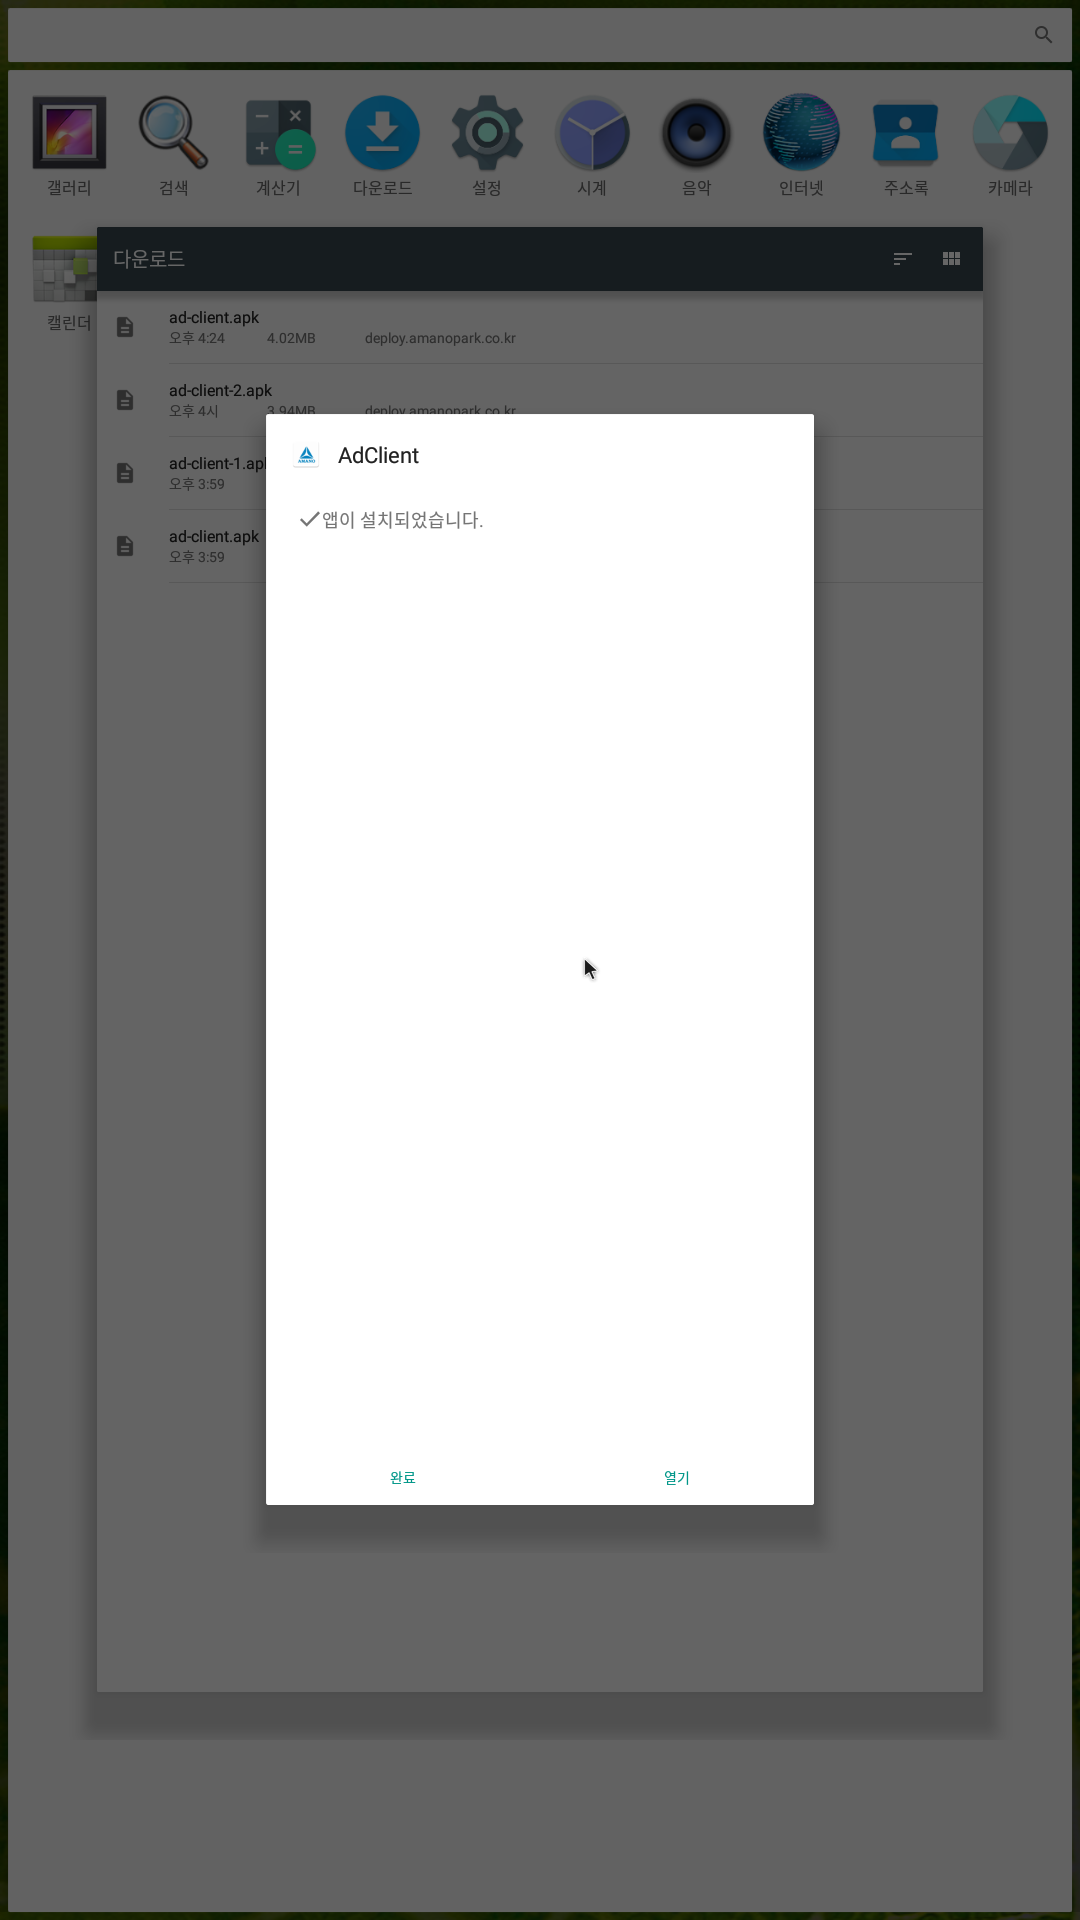 갤러리
검색
계산기
다운로드
설정
시계
음악
인터넷
주소록
카메라
캘린더
다운로드
ad-client.apk
오후 4:24 4.02MB deploy.amanopark.co.kr
ad-client-2.apk
오후 4시 3.94MB deploy.amanopark.co.kr
ad-client-1.apk
오후 3:59
ad-client.apk
오후 3:59
AMANO
AdClient
앱이 설치되었습니다.
완료
열기